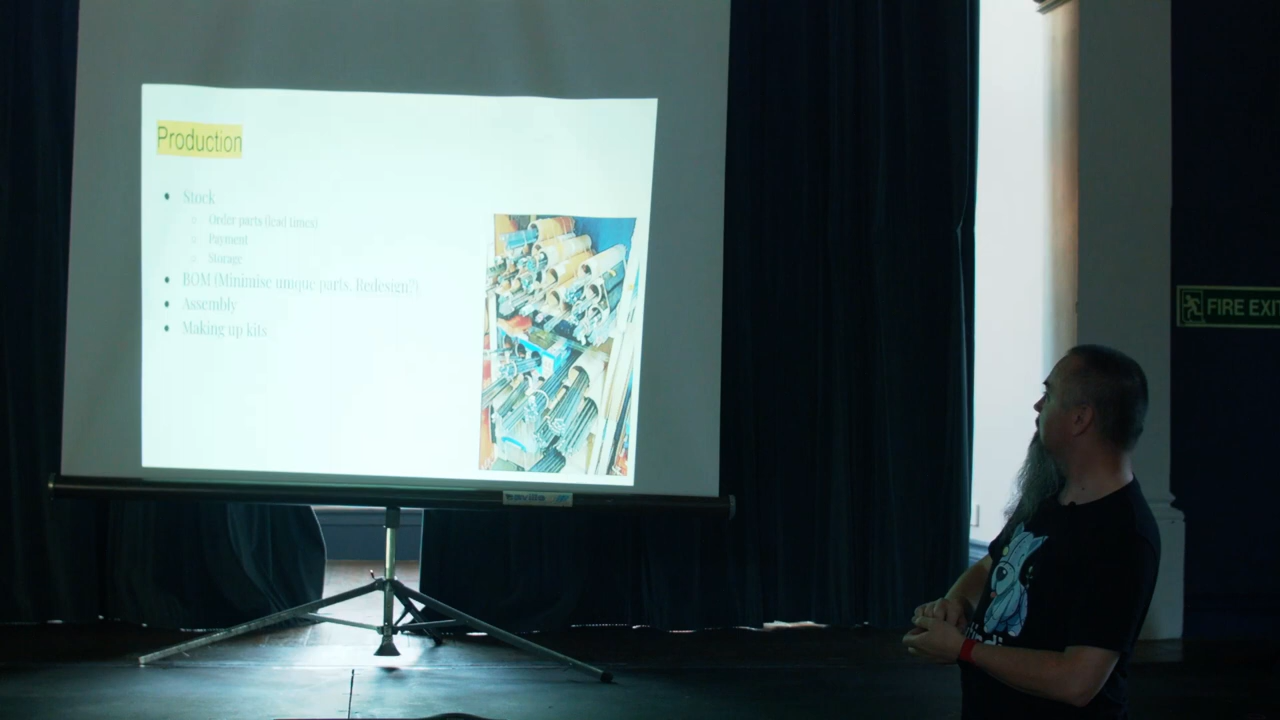 Production
Stock
Order parts (lead times)
Payment
Storage
BOM (Minimise unique parts. Redesign?)
Assembly
Making up kits
FIRE EXIT